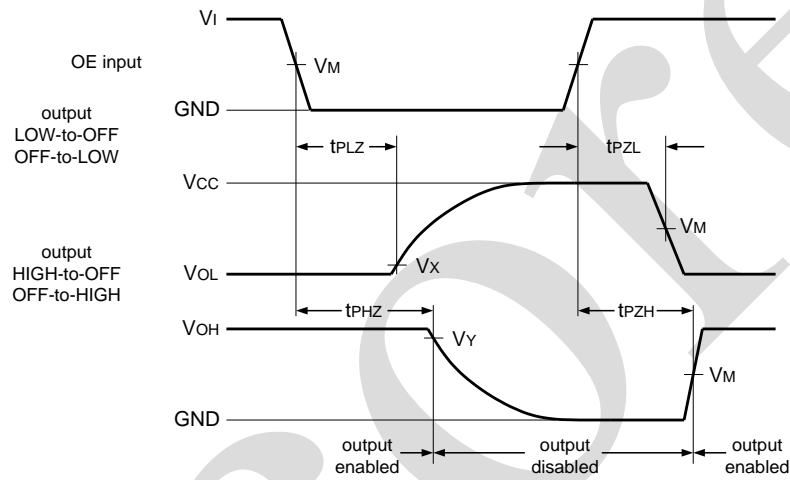 VI
OE input
VM
GND
output
LOW-to-OFF
OFF-to-LOW
tPLZ
tPZL
VCC
VM
output
HIGH-to-OFF
OFF-to-HIGH
VX
VOL
tPHZ
tPZH
VOH
VY
VM
GND
output
enabled
output
disabled
output
enabled